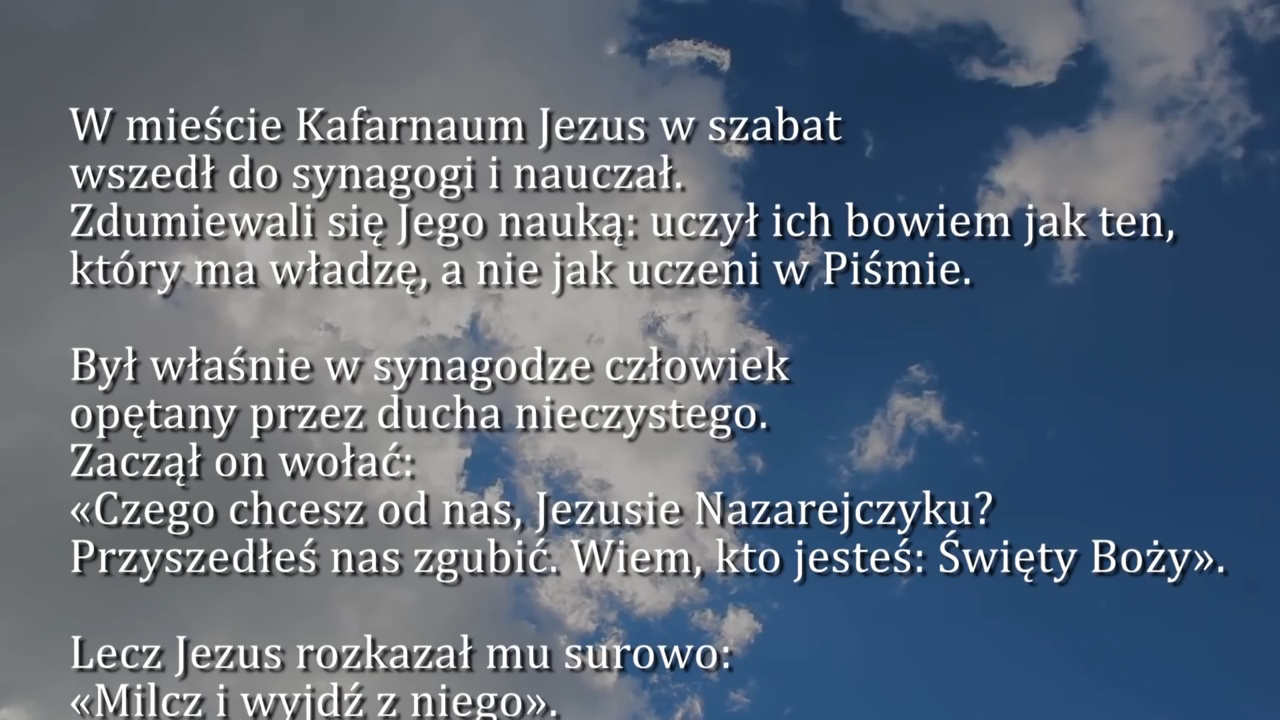 W mieście Kafarnaum Jezus w szabat
wszedł do synagogi i nauczał.
Zdumiewali się Jego nauką: uczył ich bowiem jak ten,
który ma władzę, a nie jak uczeni w Piśmie.
Był właśnie w synagodze człowiek
opętany przez ducha nieczystego.
Zaczął on wołać:
«Czego chcesz od nas, Jezusie Nazarejczyku?
Przyszedłeś nas zgubić. Wiem, kto jesteś: Święty Boży».
Lecz Jezus rozkazał mu surowo:
«Milcz i wyjdź z niego».